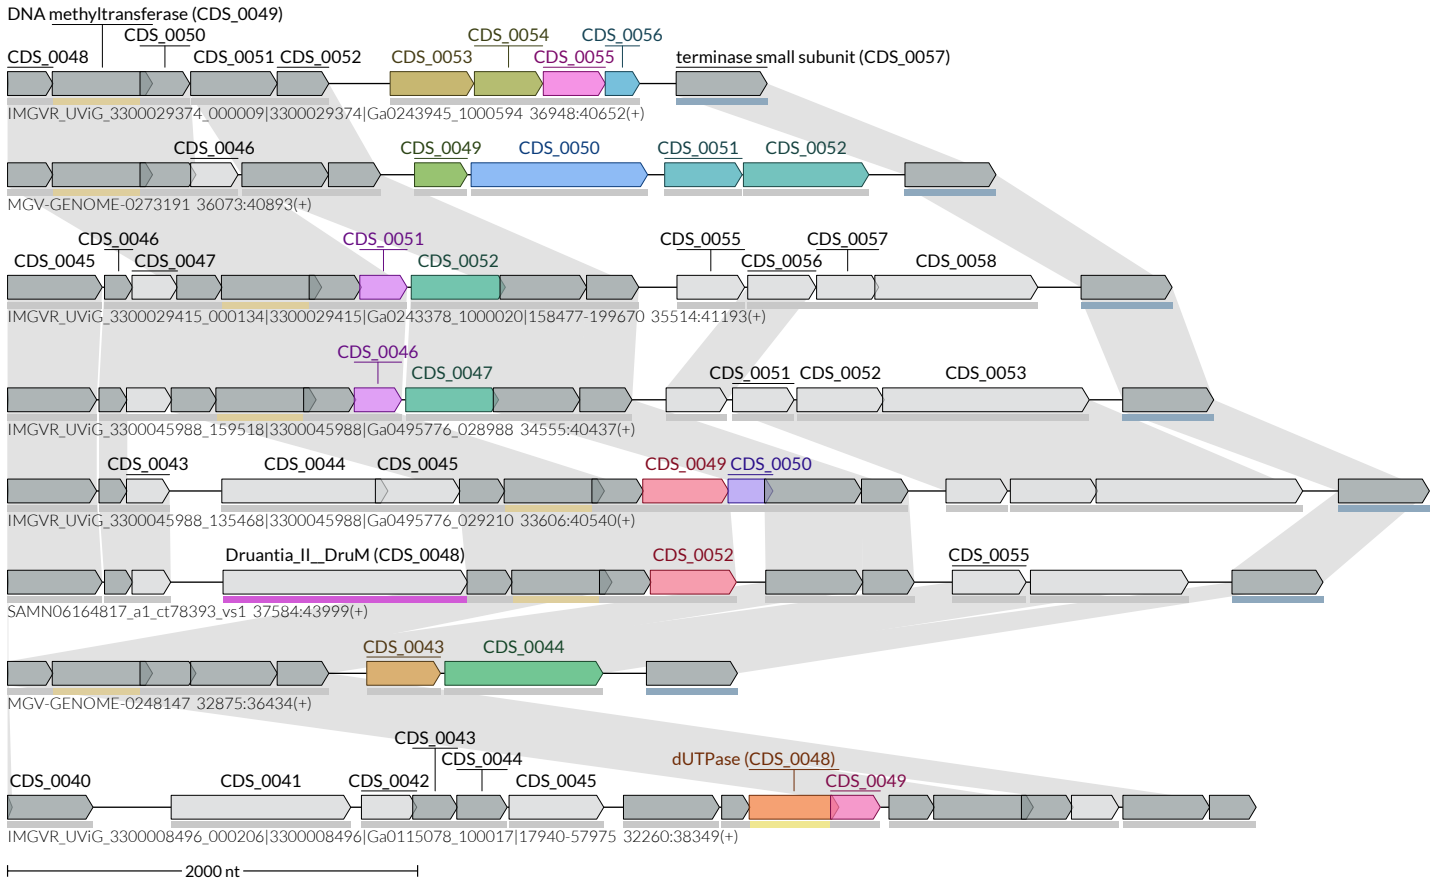 DNA methyltransferase (CDS_0049)
CDS_0050 CDS_0054 CDS_0056
CDS_0048 CDS_0051 CDS_0052 CDS_0053 CDS_0055 terminase small subunit (CDS_0057)
IMGVR_UViG_3300029374_000009|3300029374|Ga0243945_1000594 36948:40652(+)
CDS_0046 CDS_0049 CDS_0050 CDS_0051 CDS_0052
MGV-GENOME-0273191 36073:40893(+)
CDS_0046 CDS_0051 CDS_0055 CDS_0057
CDS_0045 CDS_0047 CDS_0052 CDS_0056 CDS_0058
IMGVR_UViG_3300029415_000134|3300029415|Ga0243378_1000020|158477-199670 35514:41193(+)
CDS_0046
CDS_0047 CDS_0051 CDS_0052 CDS_0053
IMGVR_UViG_3300045988_159518|3300045988|Ga0495776_028988 34555:40437(+)
CDS_0043 CDS_0044 CDS_0045 CDS_0049 CDS_0050
IMGVR_UViG_3300045988_135468|3300045988|Ga0495776_029210 33606:40540(+)
Druantia_II__DruM (CDS_0048) CDS_0052 CDS_0055
SAMN06164817_a1_ct78393_vs1 37584:43999(+)
CDS_0043 CDS_0044
MGV-GENOME-0248147 32875:36434(+)
CDS_0043
CDS_0044 dUTPase (CDS_0048)
CDS_0040 CDS_0041 CDS_0042 CDS_0045 CDS_0049
IMGVR_UViG_3300008496_000206|3300008496|Ga0115078_100017|17940-57975 32260:38349(+)
2000 nt